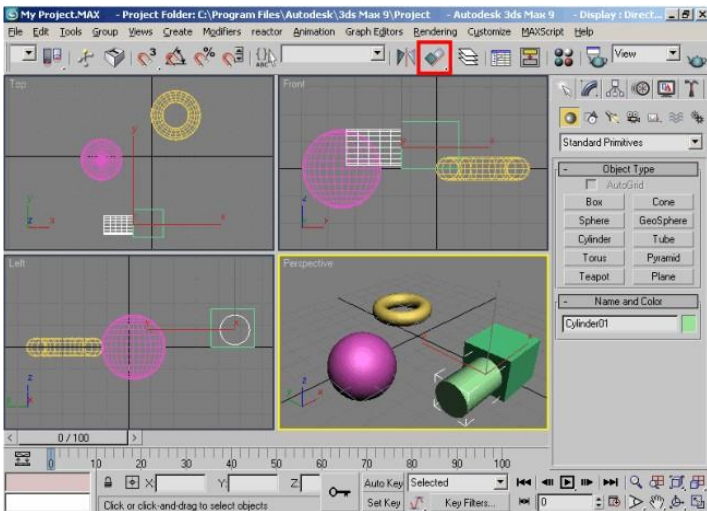 My Project.MAX - Project Folder: C:\Program Files\Autodesk\3ds Max 9\Project - Autodesk 3ds Max 9 - Display : Direct...
File Edit Tools Group Views Create Modifiers reactor Animation Graph Editors Rendering Customize MAXScript Help
ABC View
Top Front
Standard Primitives
- Object Type
AutoGrid
Box Cone
Sphere GeoSphere
Cylinder Tube
Torus Pyramid
Teapot Plane
Left Perspective
- Name and Color
Cylinder01
< 0 / 100 >
0 10 20 30 40 50 60 70 80 90 100
X: Y: Z: Auto Key Selected
Click or click-and-drag to select objects Set Key Key Filters... 0